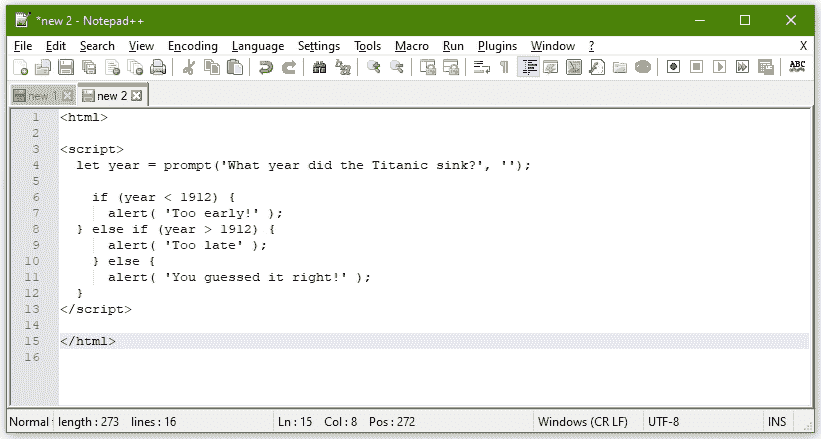 *new 2 - Notepad++
File Edit Search View Encoding Language Settings Tools Macro Run Plugins Window ? X
ABC
new 1 new 2
1 <html>
2
3 <script>
4 let year = prompt('What year did the Titanic sink?', '');
5
6 if (year < 1912) {
7 alert( 'Too early!' );
8 } else if (year > 1912) {
9 alert( 'Too late' );
10 } else {
11 alert( 'You guessed it right!' );
12 }
13 </script>
14
15 </html>
16
Normal length : 273 lines : 16 Ln : 15 Col : 8 Pos : 272 Windows (CR LF) UTF-8 INS